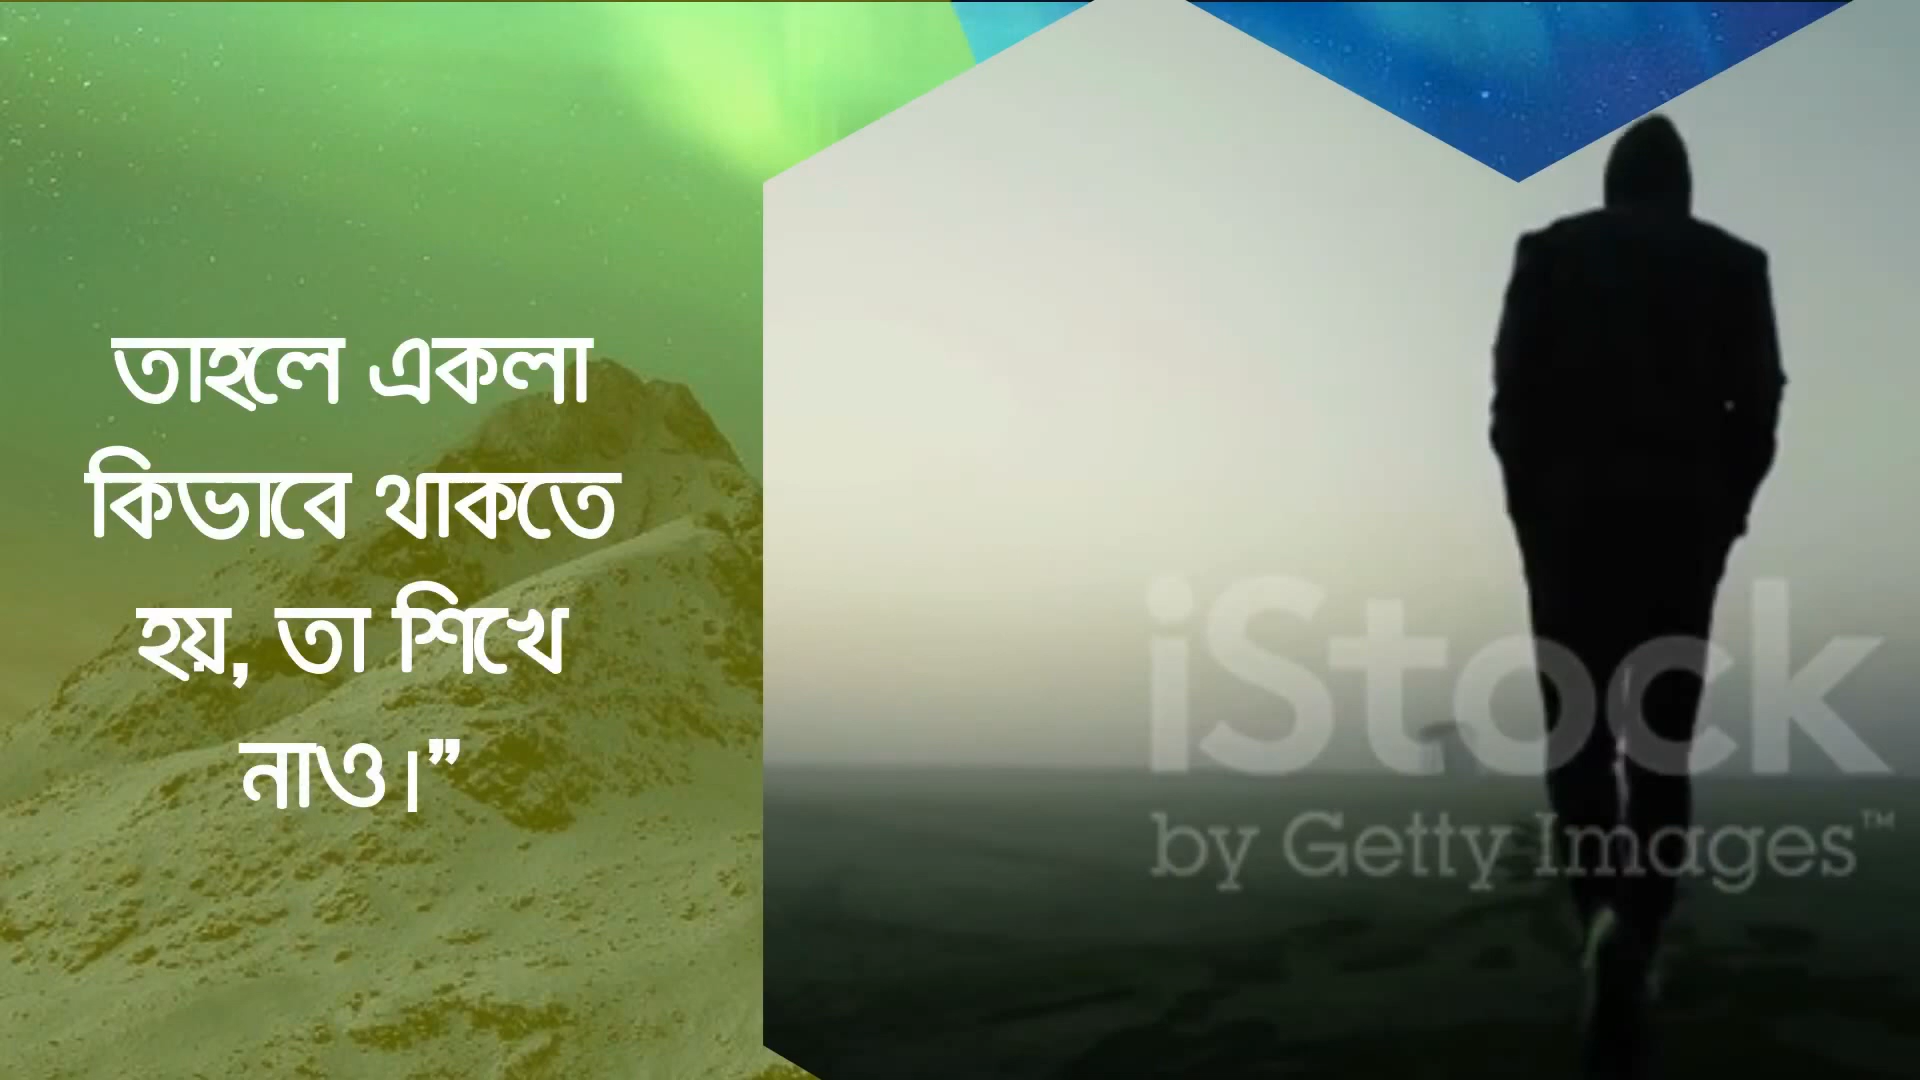 তাহলে একলা
কিভাবে থাকতে
হয়, তা শিখে
নাও।”
iStock
by Getty Images™